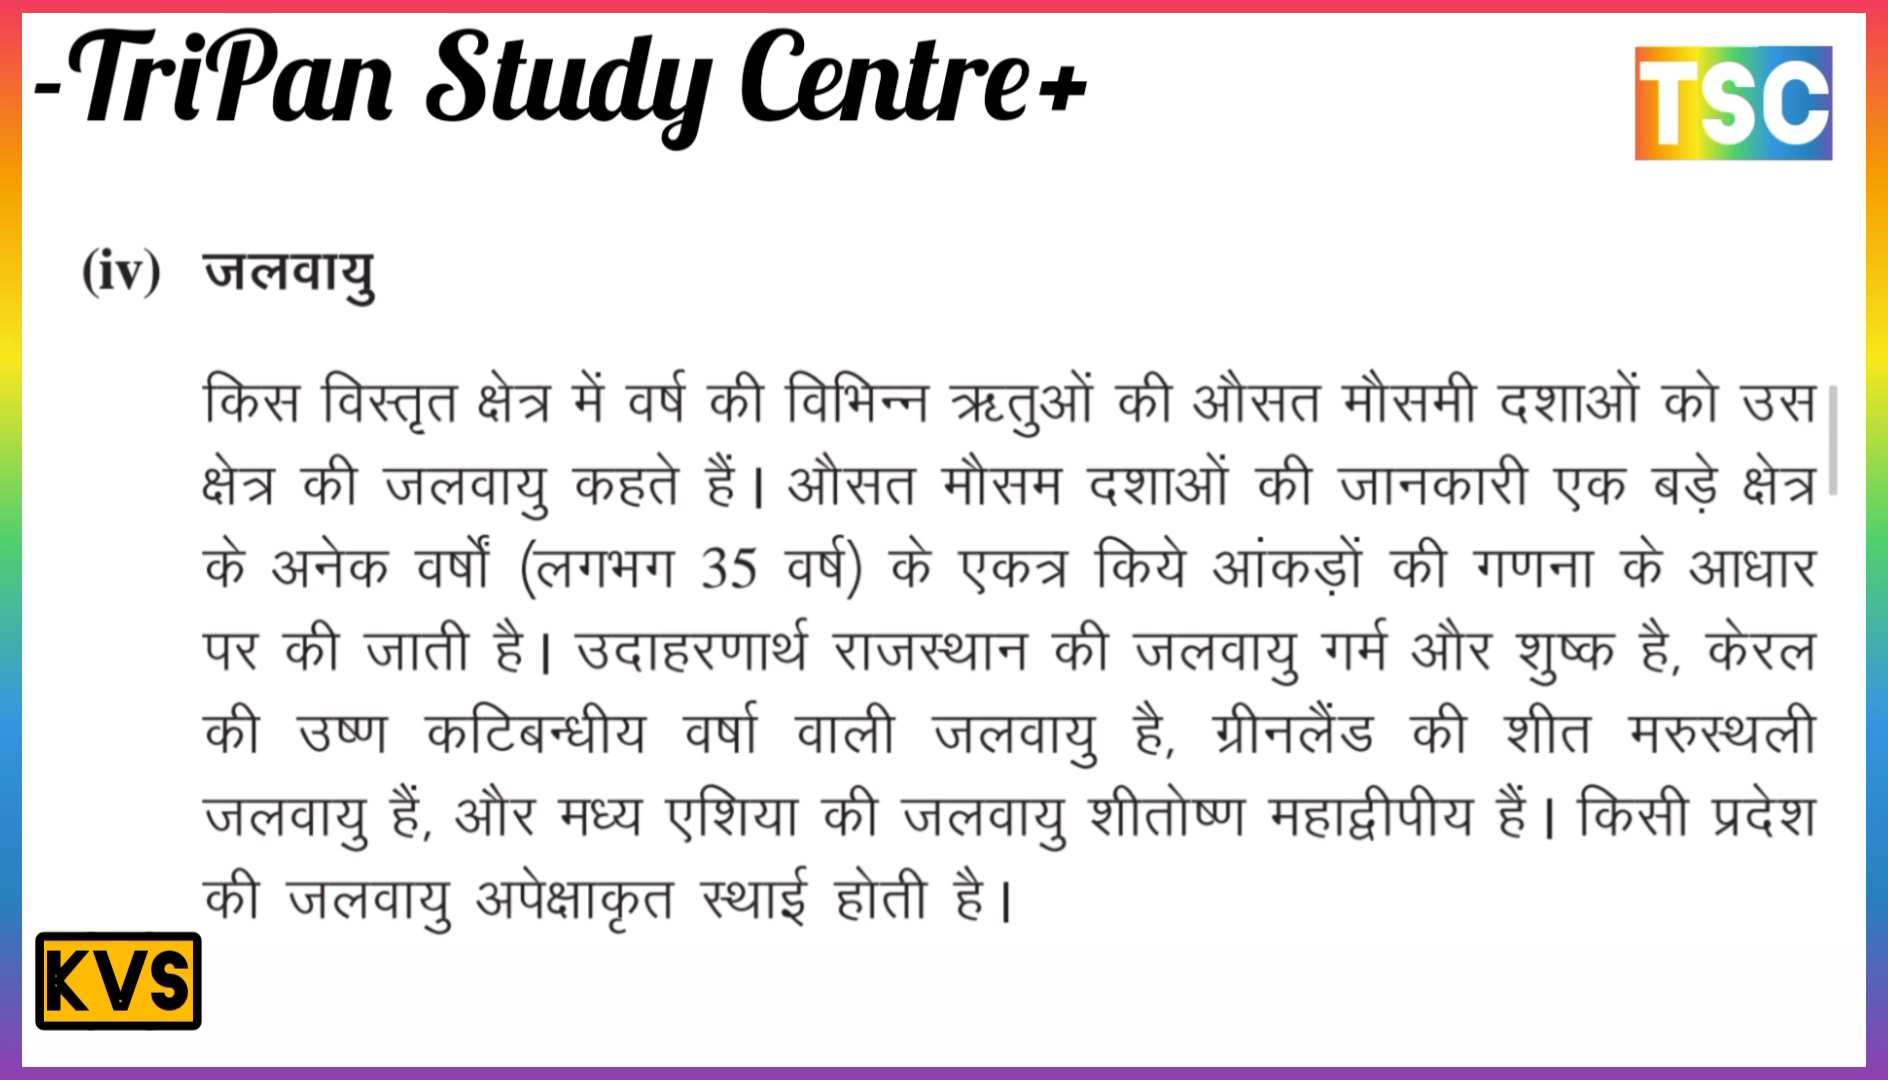 -TriPan Study Centre+
TSC
(iv) जलवायु
किस विस्तृत क्षेत्र में वर्ष की विभिन्न ऋतुओं की औसत मौसमी दशाओं को उस
क्षेत्र की जलवायु कहते हैं। औसत मौसम दशाओं की जानकारी एक बड़े क्षेत्र
के अनेक वर्षों (लगभग 35 वर्ष) के एकत्र किये आंकड़ों की गणना के आधार
पर की जाती है। उदाहरणार्थ राजस्थान की जलवायु गर्म और शुष्क है, केरल
की उष्ण कटिबन्धीय वर्षा वाली जलवायु है, ग्रीनलैंड की शीत मरुस्थली
जलवायु हैं, और मध्य एशिया की जलवायु शीतोष्ण महाद्वीपीय हैं। किसी प्रदेश
की जलवायु अपेक्षाकृत स्थाई होती है।
KVS